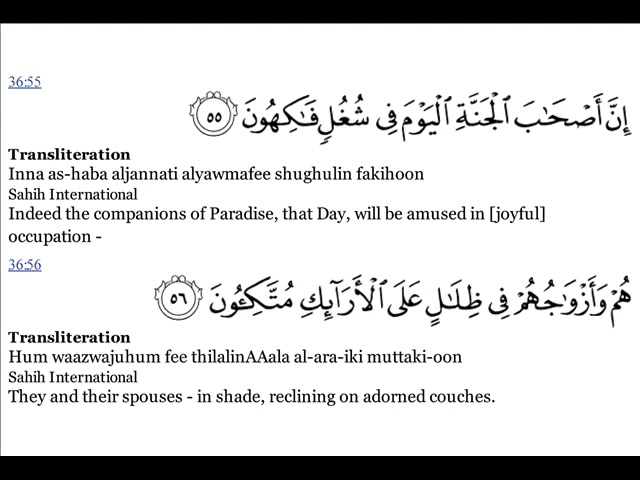 36:55
إِنَّ أَصْحَٰبَ ٱلْجَنَّةِ ٱلْيَوْمَ فِى شُغُلٍ فَٰكِهُونَ ٥٥
Transliteration
Inna as-haba aljannati alyawmafee shughulin fakihoon
Sahih International
Indeed the companions of Paradise, that Day, will be amused in [joyful]
occupation -
36:56
هُمْ وَأَزْوَٰجُهُمْ فِى ظِلَٰلٍ عَلَى ٱلْأَرَآئِكِ مُتَّكِـُٔونَ ٥٦
Transliteration
Hum waazwajuhum fee thilalinAAala al-ara-iki muttaki-oon
Sahih International
They and their spouses - in shade, reclining on adorned couches.